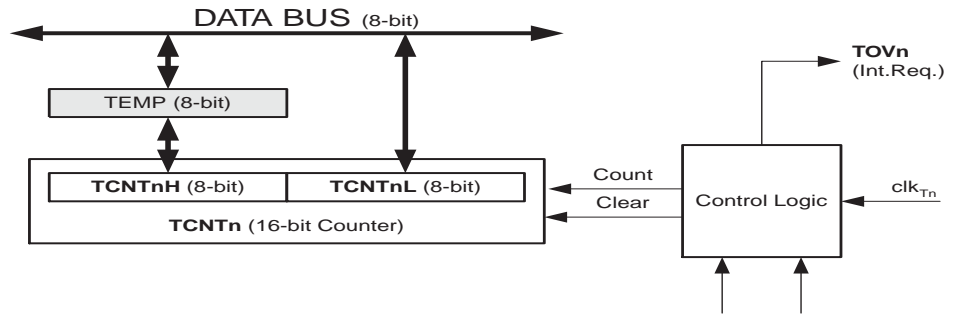 DATA BUS (8-bit)
TOVn
(Int.Req.)
TEMP (8-bit)
TCNTnH (8-bit)
TCNTnL (8-bit)
TCNTn (16-bit Counter)
Count
Clear
Control Logic
clkTn